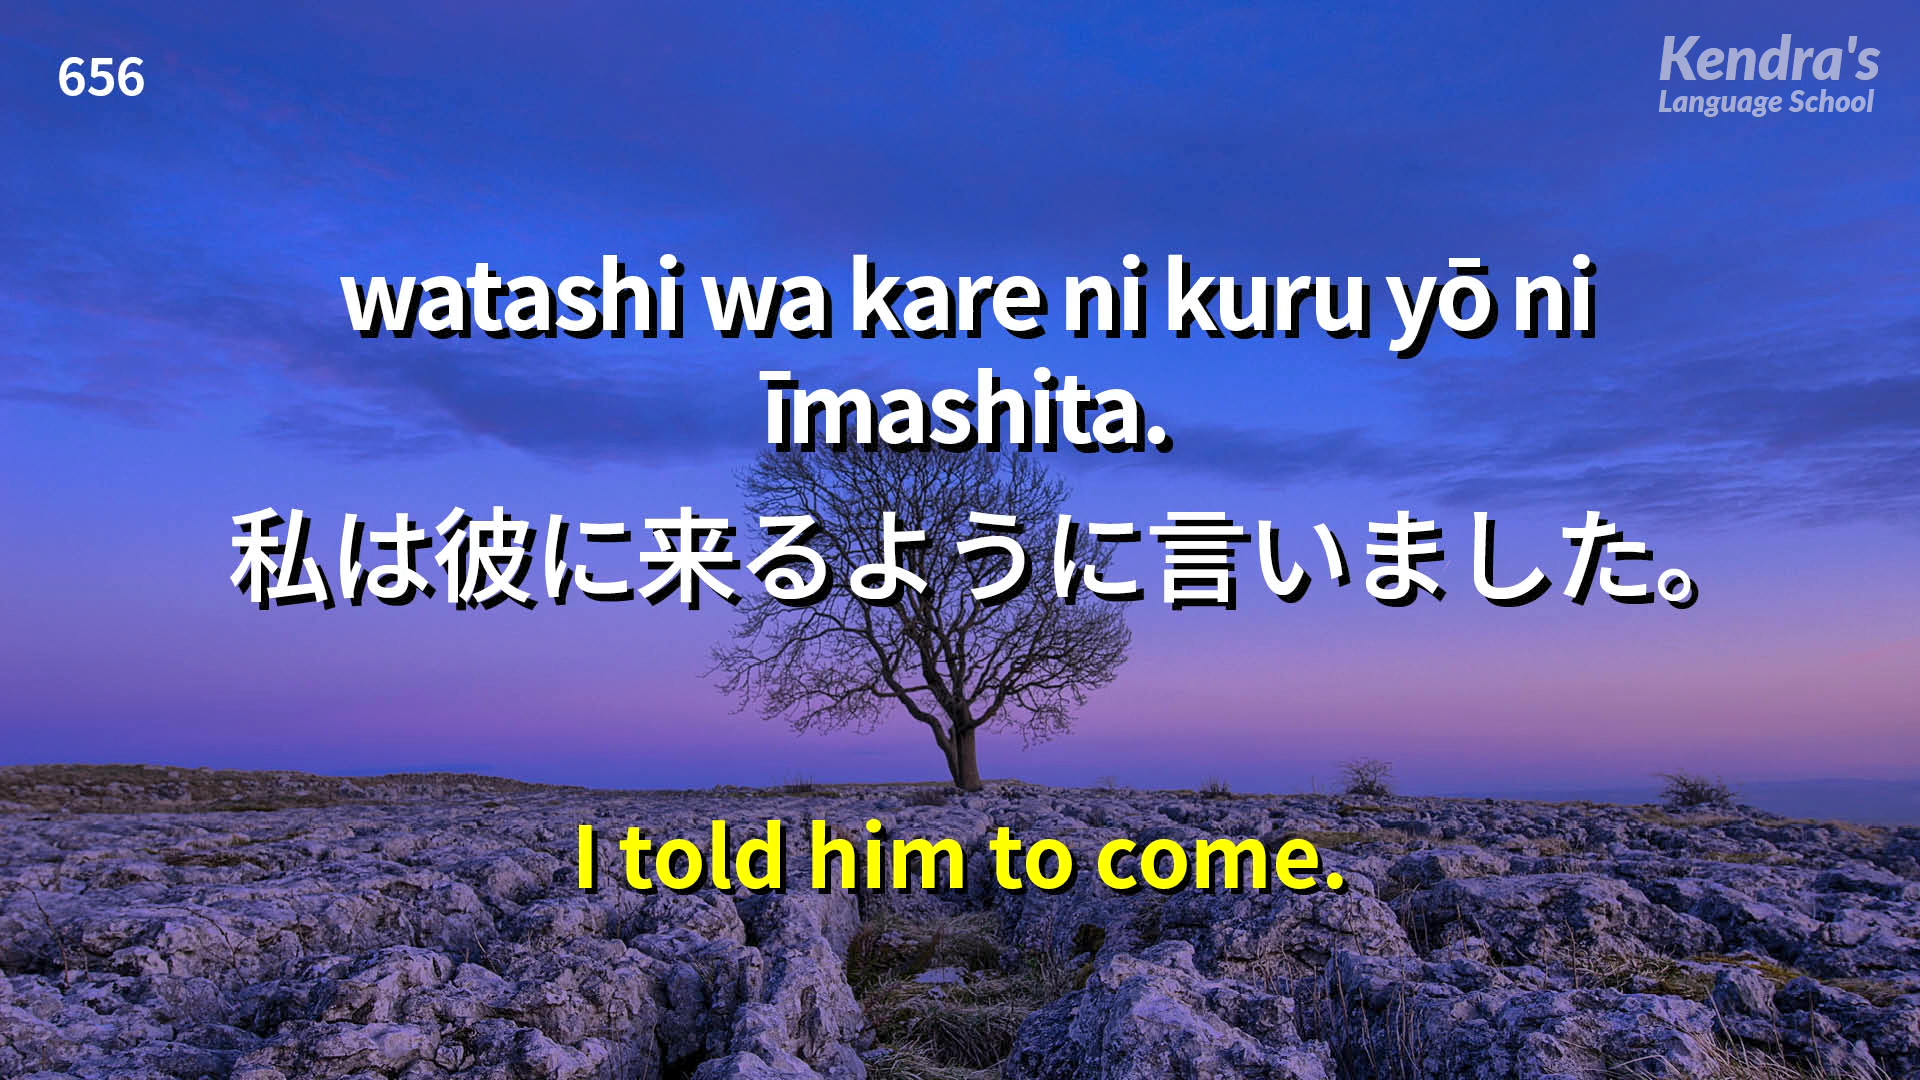 656
Kendra's
Language School
watashi wa kare ni kuru yō ni
īmashita.
私は彼に来るように言いました。
I told him to come.